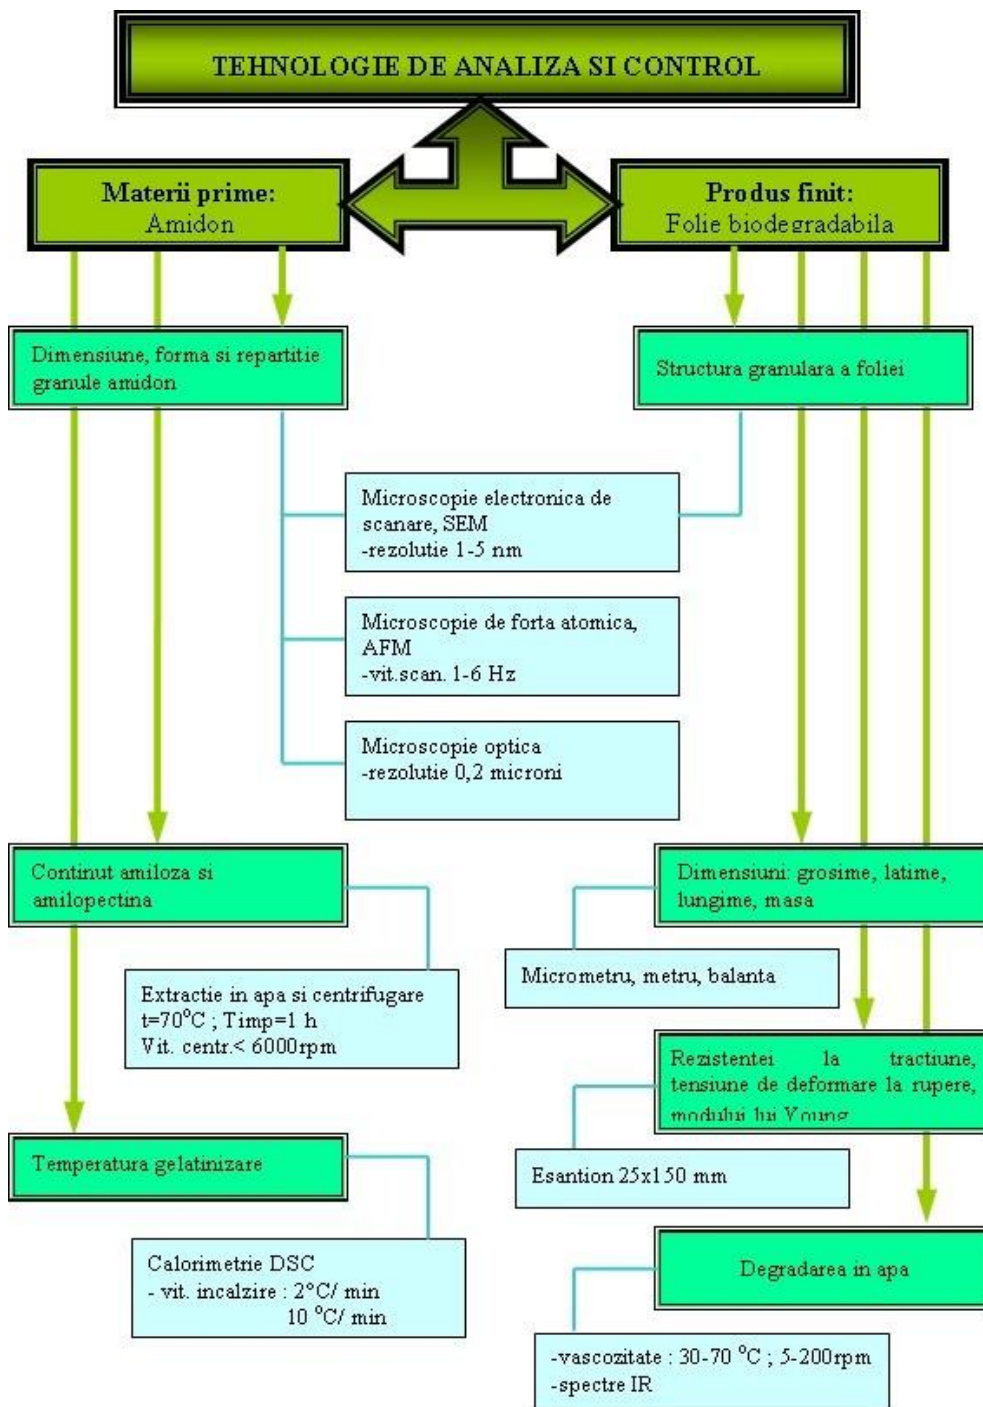 TEHNOLOGIE DE ANALIZA SI CONTROL
Materii prime:
Amidon
Produs finit:
Folie biodegradabila
Dimensiune, forma si repartitie
granule amidon
Structura granulara a foliei
Microscopie electronica de
scanare, SEM
-rezolutie 1-5 nm
Microscopie de forta atomica,
AFM
-vit.scan. 1-6 Hz
Microscopie optica
-rezolutie 0,2 microni
Continut amiloza si
amilopectina
Dimensiuni: grosime, latime,
lungime, masa
Extractie in apa si centrifugare
t=70°C ; Timp=1 h
Vit. centr.< 6000rpm
Micrometru, metru, balanta
Rezistentei la tractiune,
tensiune de deformare la rupere,
modului lui Young
Temperatura gelatinizare
Esantion 25x150 mm
Calorimetrie DSC
- vit. incalzire : 2°C/ min
10 °C/ min
Degradarea in apa
-vascozitate : 30-70 °C ; 5-200rpm
-spectre IR